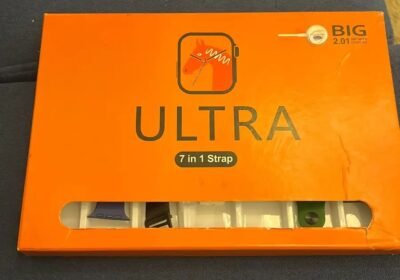 BIG
2.01
ULTRA
7 in 1 Strap